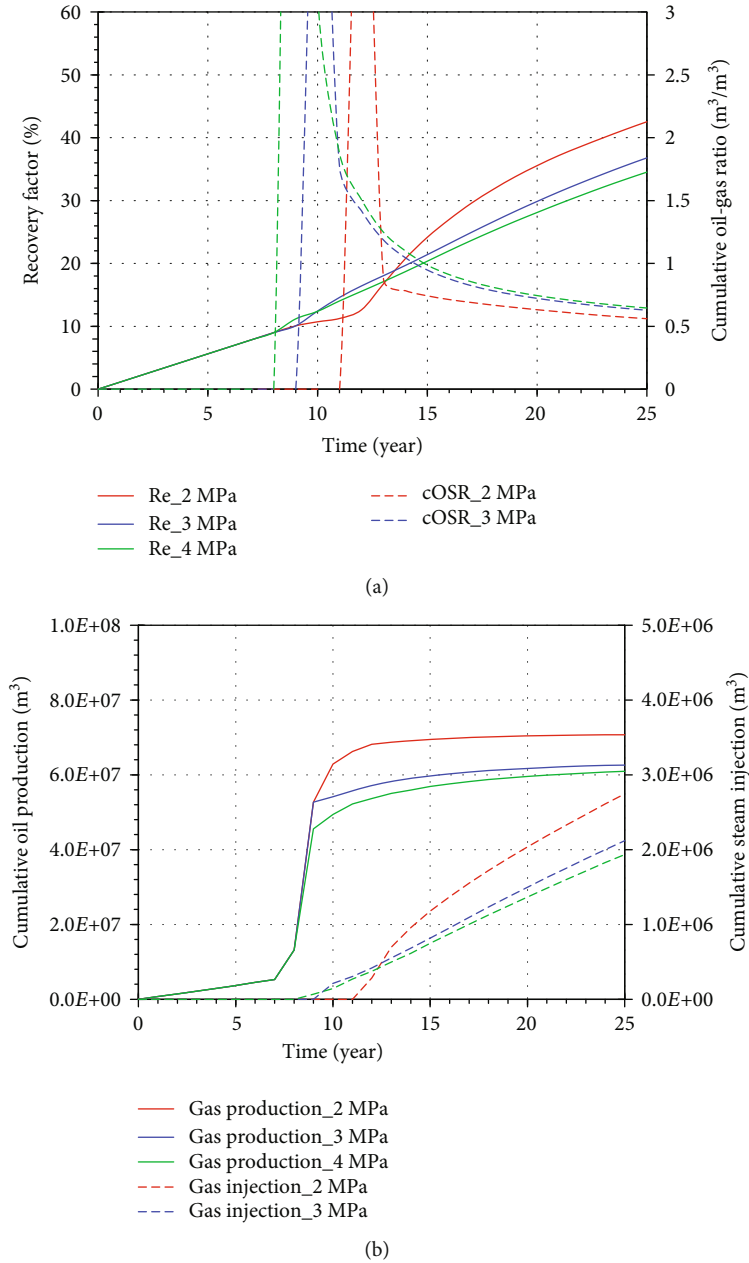 60
50
40
30
20
10
0
Recovery factor (%)
3
2.5
2
1.5
1
0.5
0
Cumulative oil-gas ratio (m³/m³)
0 5 10 15 20 25
Time (year)
Re_2 MPa
Re_3 MPa
Re_4 MPa
cOSR_2 MPa
cOSR_3 MPa
(a)
1.0E+08
8.0E+07
6.0E+07
4.0E+07
2.0E+07
0.0E+00
Cumulative oil production (m³)
5.0E+06
4.0E+06
3.0E+06
2.0E+06
1.0E+06
0.0E+00
Cumulative steam injection (m³)
0 5 10 15 20 25
Time (year)
Gas production_2 MPa
Gas production_3 MPa
Gas production_4 MPa
Gas injection_2 MPa
Gas injection_3 MPa
(b)